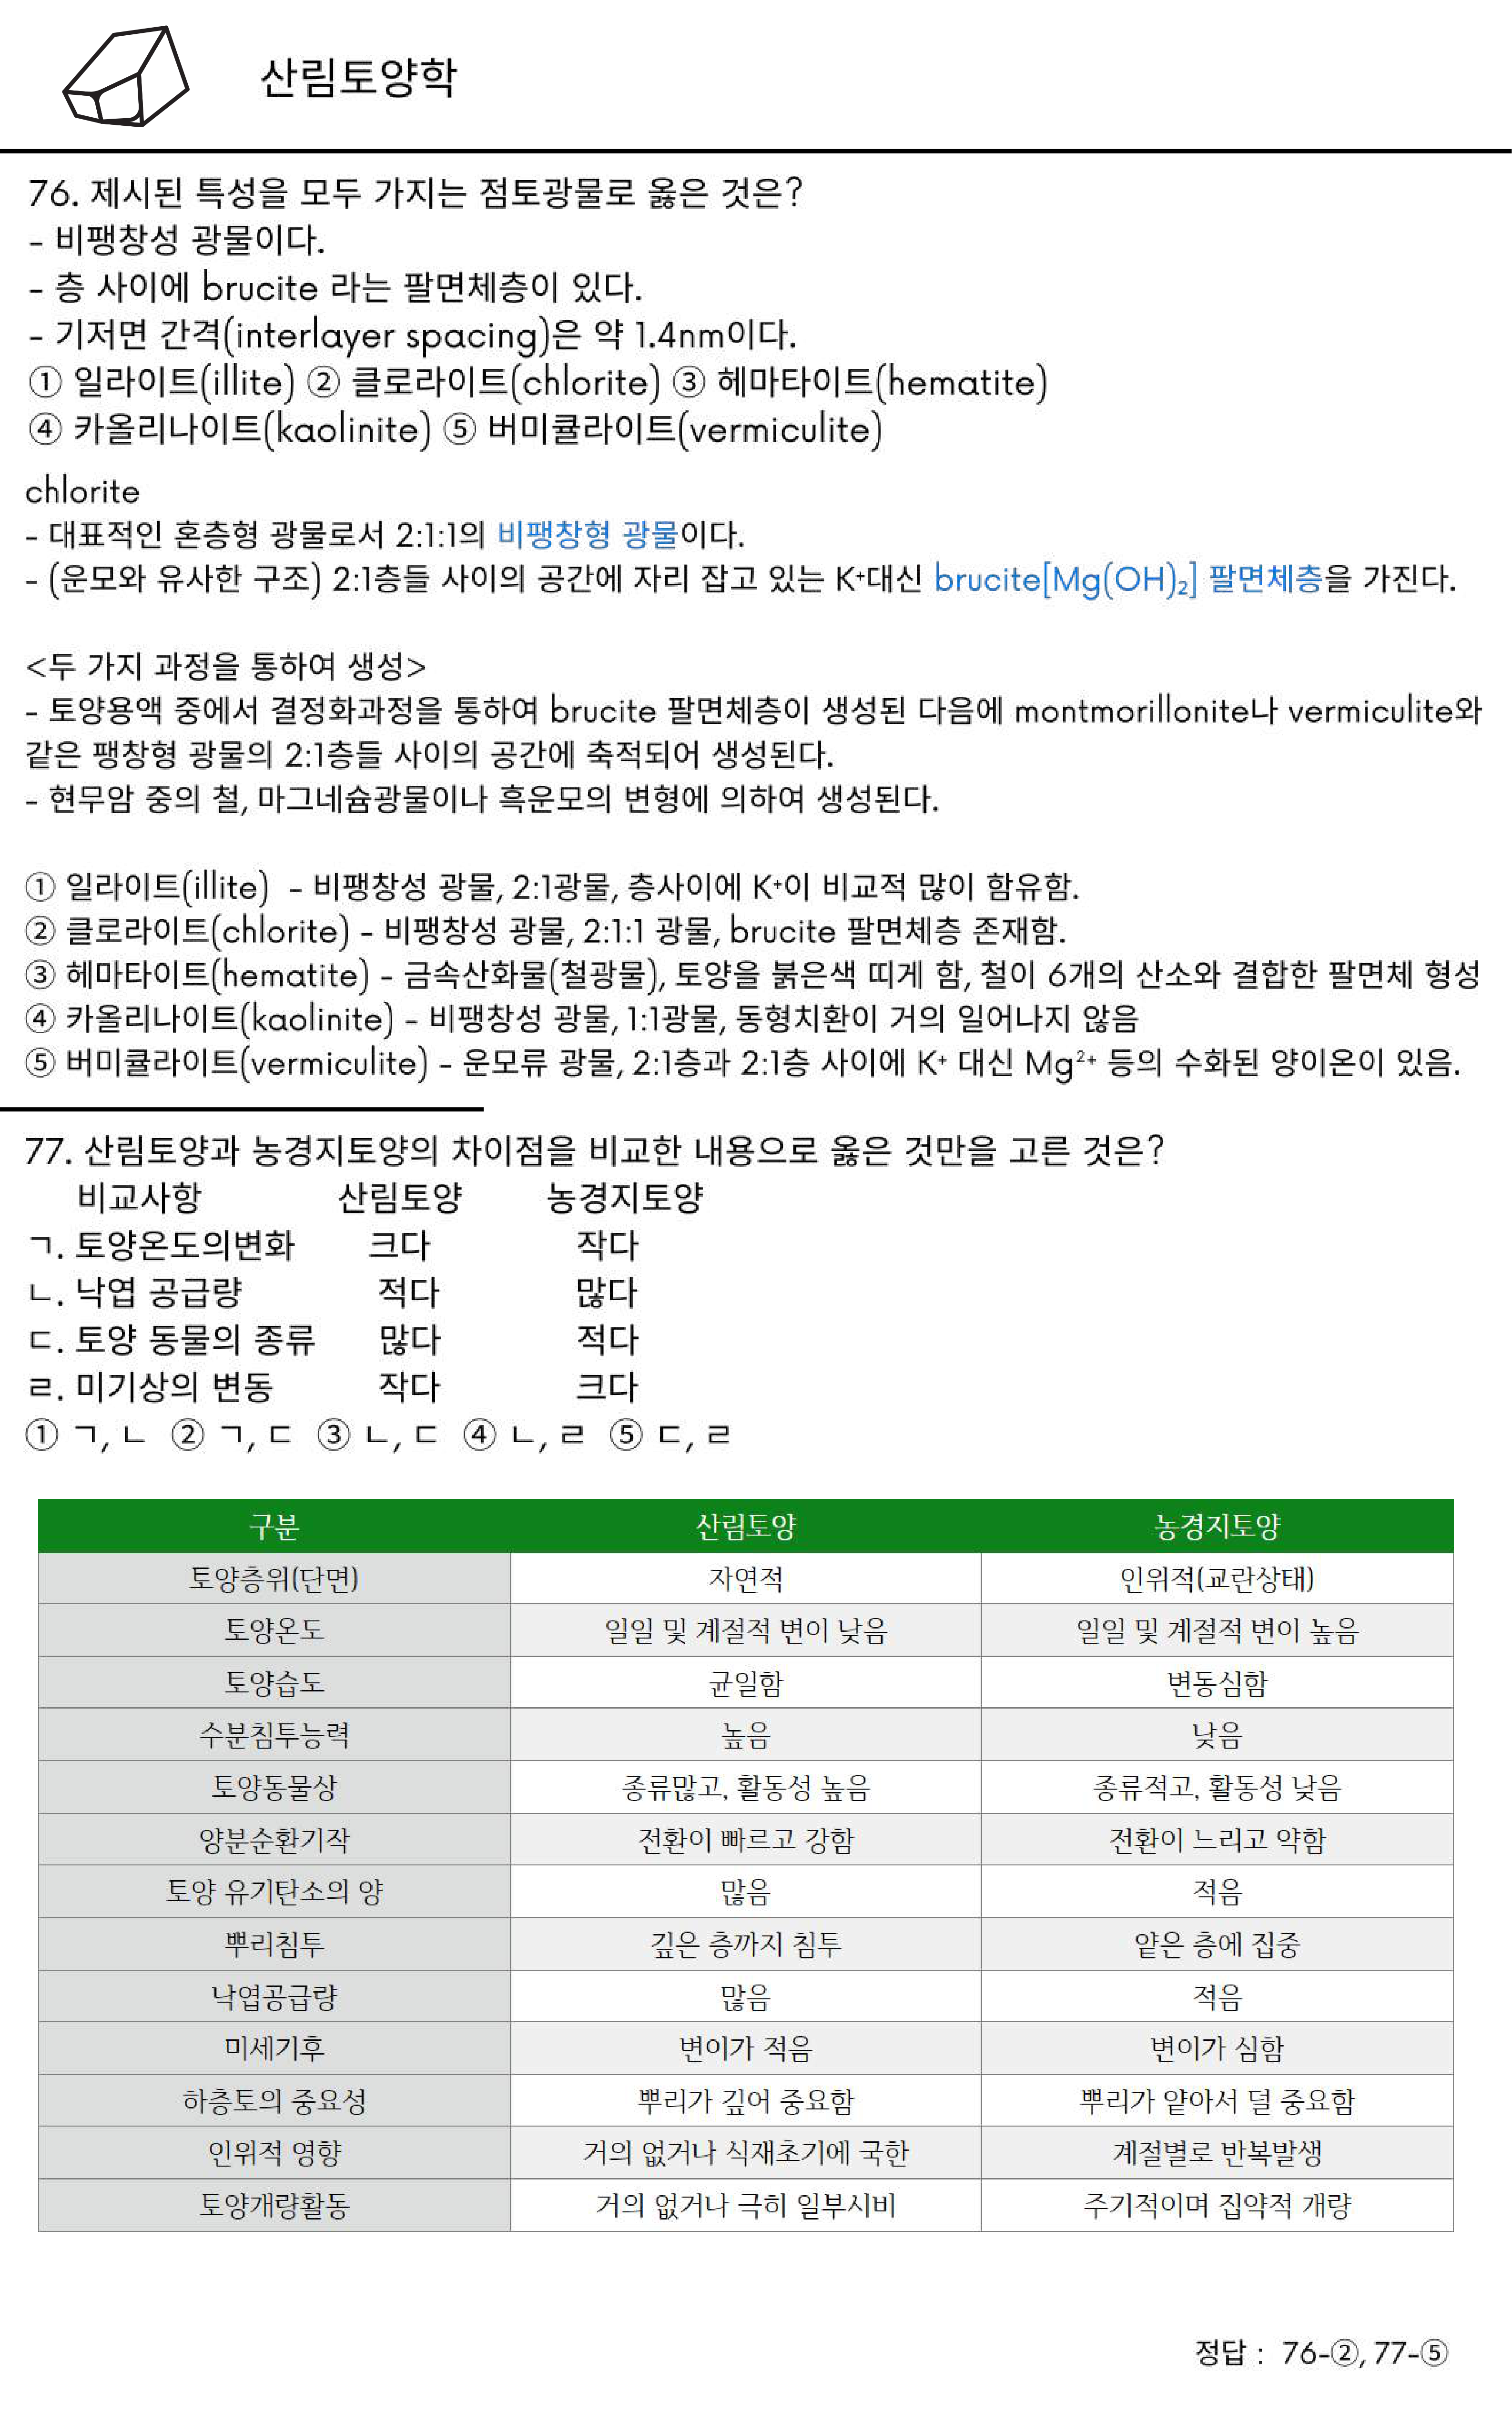 산림토양학
76. 제시된 특성을 모두 가지는 점토광물로 옳은 것은?
- 비팽창성 광물이다.
- 층 사이에 brucite 라는 팔면체층이 있다.
- 기저면 간격(interlayer spacing)은 약 1.4nm이다.
① 일라이트(illite) ② 클로라이트(chlorite) ③ 헤마타이트(hematite)
④ 카올리나이트(kaolinite) ⑤ 버미큘라이트(vermiculite)
chlorite
- 대표적인 혼층형 광물로서 2:1:1의 비팽창형 광물이다.
- (운모와 유사한 구조) 2:1층들 사이의 공간에 자리 잡고 있는 K⁺대신 brucite[Mg(OH)₂] 팔면체층을 가진다.
<두 가지 과정을 통하여 생성>
- 토양용액 중에서 결정화과정을 통하여 brucite 팔면체층이 생성된 다음에 montmorillonite나 vermiculite와
같은 팽창형 광물의 2:1층들 사이의 공간에 축적되어 생성된다.
- 현무암 중의 철, 마그네슘광물이나 흑운모의 변형에 의하여 생성된다.
① 일라이트(illite) - 비팽창성 광물, 2:1광물, 층사이에 K⁺이 비교적 많이 함유함.
② 클로라이트(chlorite) - 비팽창성 광물, 2:1:1 광물, brucite 팔면체층 존재함.
③ 헤마타이트(hematite) - 금속산화물(철광물), 토양을 붉은색 띠게 함, 철이 6개의 산소와 결합한 팔면체 형성
④ 카올리나이트(kaolinite) - 비팽창성 광물, 1:1광물, 동형치환이 거의 일어나지 않음
⑤ 버미큘라이트(vermiculite) - 운모류 광물, 2:1층과 2:1층 사이에 K⁺ 대신 Mg²⁺ 등의 수화된 양이온이 있음.
77. 산림토양과 농경지토양의 차이점을 비교한 내용으로 옳은 것만을 고른 것은?
비교사항 산림토양 농경지토양
ㄱ. 토양온도의변화 크다 작다
ㄴ. 낙엽 공급량 적다 많다
ㄷ. 토양 동물의 종류 많다 적다
ㄹ. 미기상의 변동 작다 크다
① ㄱ, ㄴ ② ㄱ, ㄷ ③ ㄴ, ㄷ ④ ㄴ, ㄹ ⑤ ㄷ, ㄹ
구분 산림토양 농경지토양
토양층위(단면) 자연적 인위적(교란상태)
토양온도 일일 및 계절적 변이 낮음 일일 및 계절적 변이 높음
토양습도 균일함 변동심함
수분침투능력 높음 낮음
토양동물상 종류많고, 활동성 높음 종류적고, 활동성 낮음
양분순환기작 전환이 빠르고 강함 전환이 느리고 약함
토양 유기탄소의 양 많음 적음
뿌리침투 깊은 층까지 침투 얕은 층에 집중
낙엽공급량 많음 적음
미세기후 변이가 적음 변이가 심함
하층토의 중요성 뿌리가 깊어 중요함 뿌리가 얕아서 덜 중요함
인위적 영향 거의 없거나 식재초기에 국한 계절별로 반복발생
토양개량활동 거의 없거나 극히 일부시비 주기적이며 집약적 개량
정답 : 76-②, 77-⑤